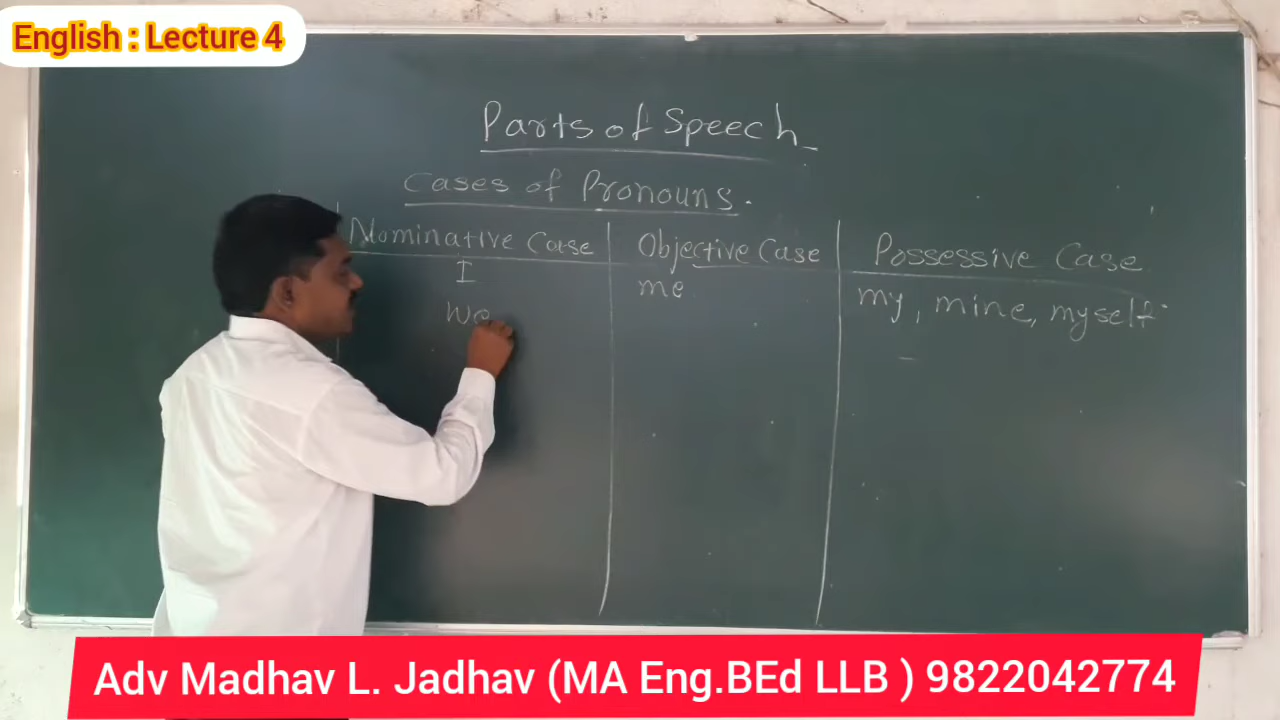 English : Lecture 4
Parts of Speech
Cases of Pronouns.
Nominative Case Objective Case Possessive Case
I me my, mine, myself
We
Adv Madhav L. Jadhav (MA Eng.BEd LLB ) 9822042774